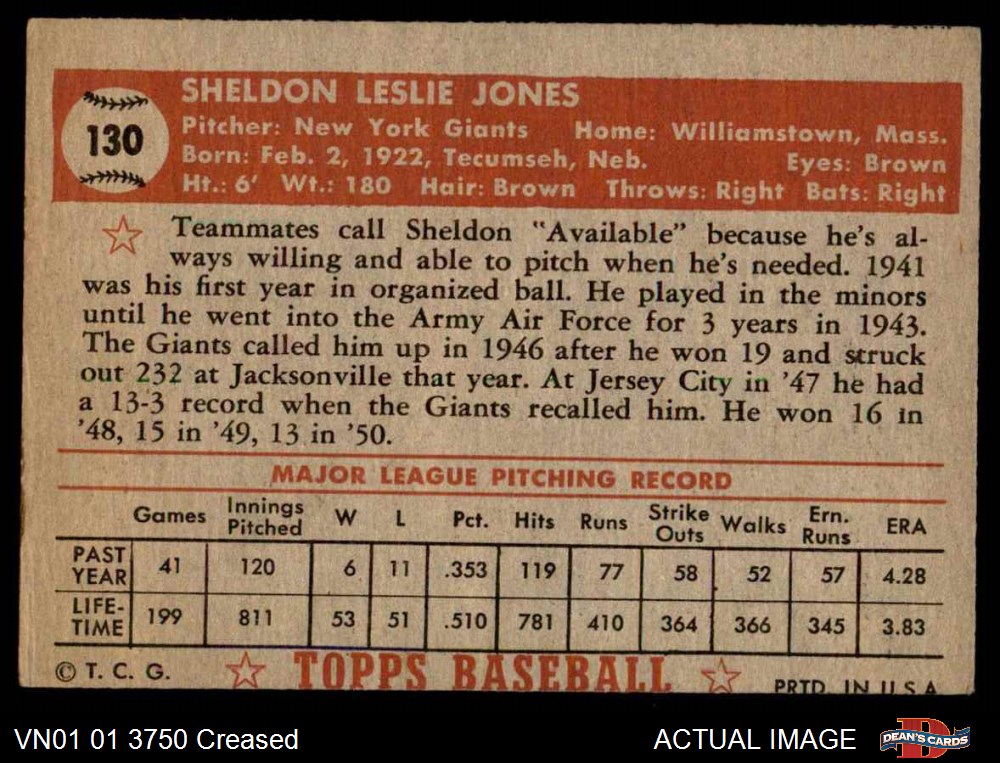 SHELDON LESLIE JONES
130
Pitcher: New York Giants Home: Williamstown, Mass.
Born: Feb. 2, 1922, Tecumseh, Neb. Eyes: Brown
Ht.: 6' Wt.: 180 Hair: Brown Throws: Right Bats: Right
Teammates call Sheldon "Available" because he's al-
ways willing and able to pitch when he's needed. 1941
was his first year in organized ball. He played in the minors
until he went into the Army Air Force for 3 years in 1943.
The Giants called him up in 1946 after he won 19 and struck
out 232 at Jacksonville that year. At Jersey City in '47 he had
a 13-3 record when the Giants recalled him. He won 16 in
'48, 15 in '49, 13 in '50.
MAJOR LEAGUE PITCHING RECORD
Games Innings Pitched W L Pct. Hits Runs Strike Outs Walks Ern. Runs ERA
PAST YEAR 41 120 6 11 .353 119 77 58 52 57 4.28
LIFE-TIME 199 811 53 51 .510 781 410 364 366 345 3.83
© T. C. G. TOPPS BASEBALL PRTD. IN U S A
VN01 01 3750 Creased ACTUAL IMAGE DEAN'S CARDS